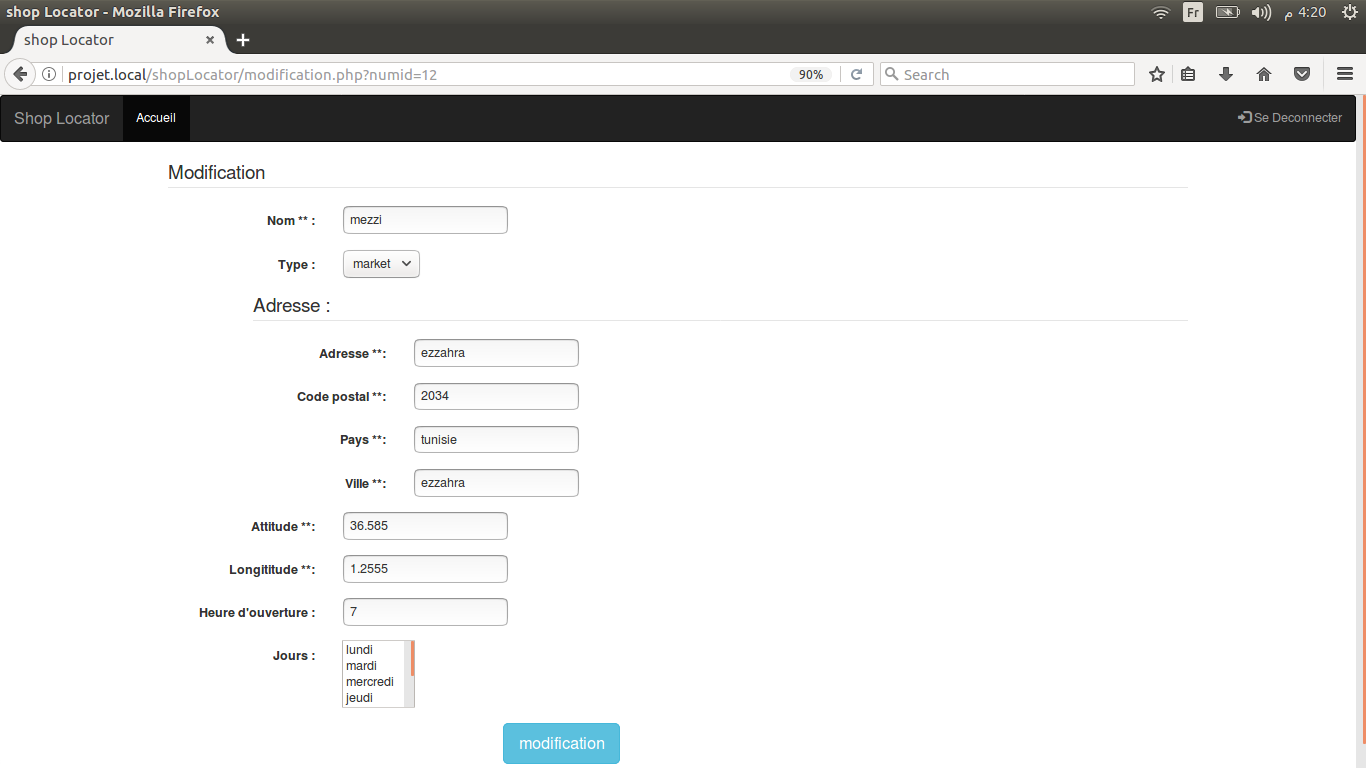 shop Locator - Mozilla Firefox
Fr
م 4:20
shop Locator
projet.local/shopLocator/modification.php?numid=12
90%
Search
Shop Locator
Accueil
Se Deconnecter
Modification
Nom ** :
mezzi
Type :
market
Adresse :
Adresse **:
ezzahra
Code postal **:
2034
Pays **:
tunisie
Ville **:
ezzahra
Attitude **:
36.585
Longititude **:
1.2555
Heure d'ouverture :
7
Jours :
lundi
mardi
mercredi
jeudi
modification